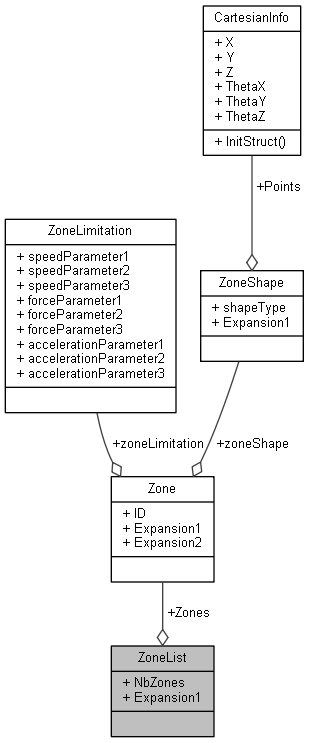 CartesianInfo
+ X
+ Y
+ Z
+ ThetaX
+ ThetaY
+ ThetaZ
+ InitStruct()
+Points
ZoneLimitation
+ speedParameter1
+ speedParameter2
+ speedParameter3
+ forceParameter1
+ forceParameter2
+ forceParameter3
+ accelerationParameter1
+ accelerationParameter2
+ accelerationParameter3
ZoneShape
+ shapeType
+ Expansion1
+zoneLimitation
+zoneShape
Zone
+ ID
+ Expansion1
+ Expansion2
+Zones
ZoneList
+ NbZones
+ Expansion1